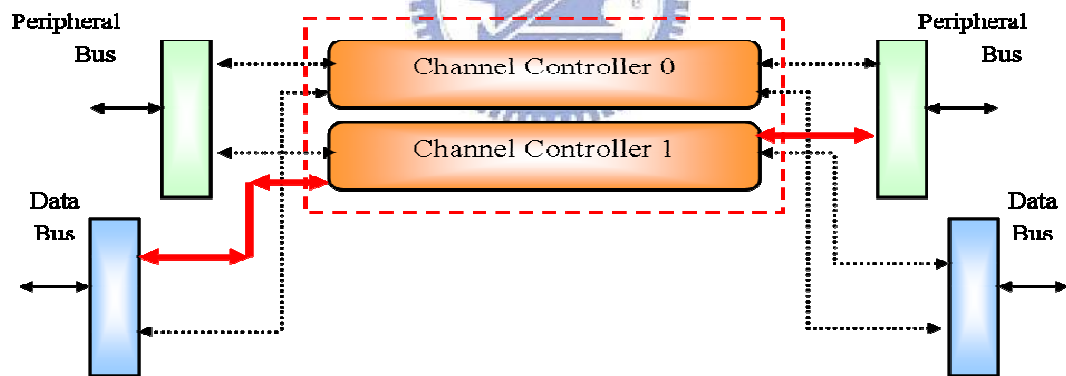 Peripheral
Bus
Channel Controller 0
Peripheral
Bus
Channel Controller 1
Data
Bus
Data
Bus